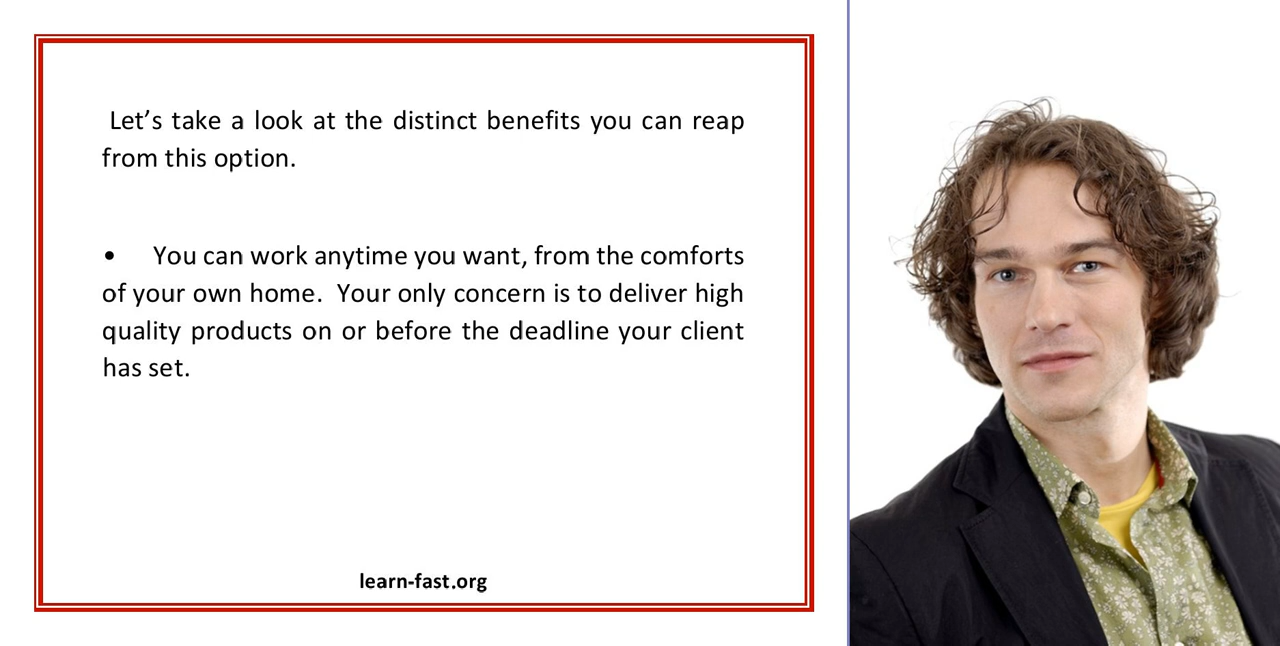 Let’s take a look at the distinct benefits you can reap
from this option.
• You can work anytime you want, from the comforts
of your own home.  Your only concern is to deliver high
quality products on or before the deadline your client
has set.
learn-fast.org